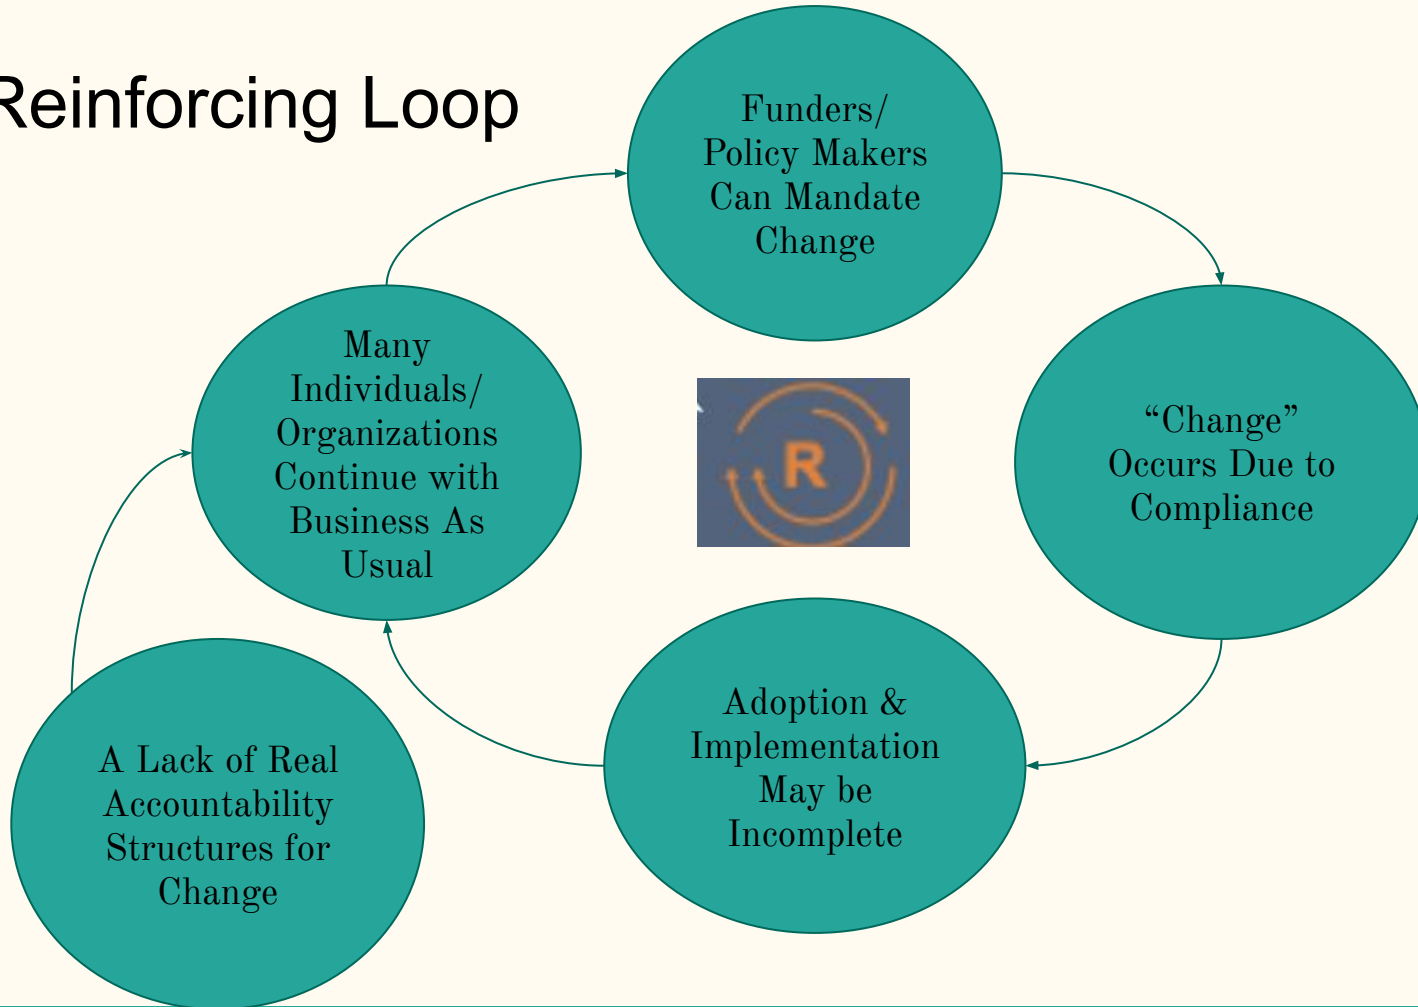 Reinforcing Loop
Funders/
Policy Makers
Can Mandate
Change
Many
Individuals/
Organizations
Continue with
Business As
Usual
R
“Change”
Occurs Due to
Compliance
Adoption &
Implementation
May be
Incomplete
A Lack of Real
Accountability
Structures for
Change